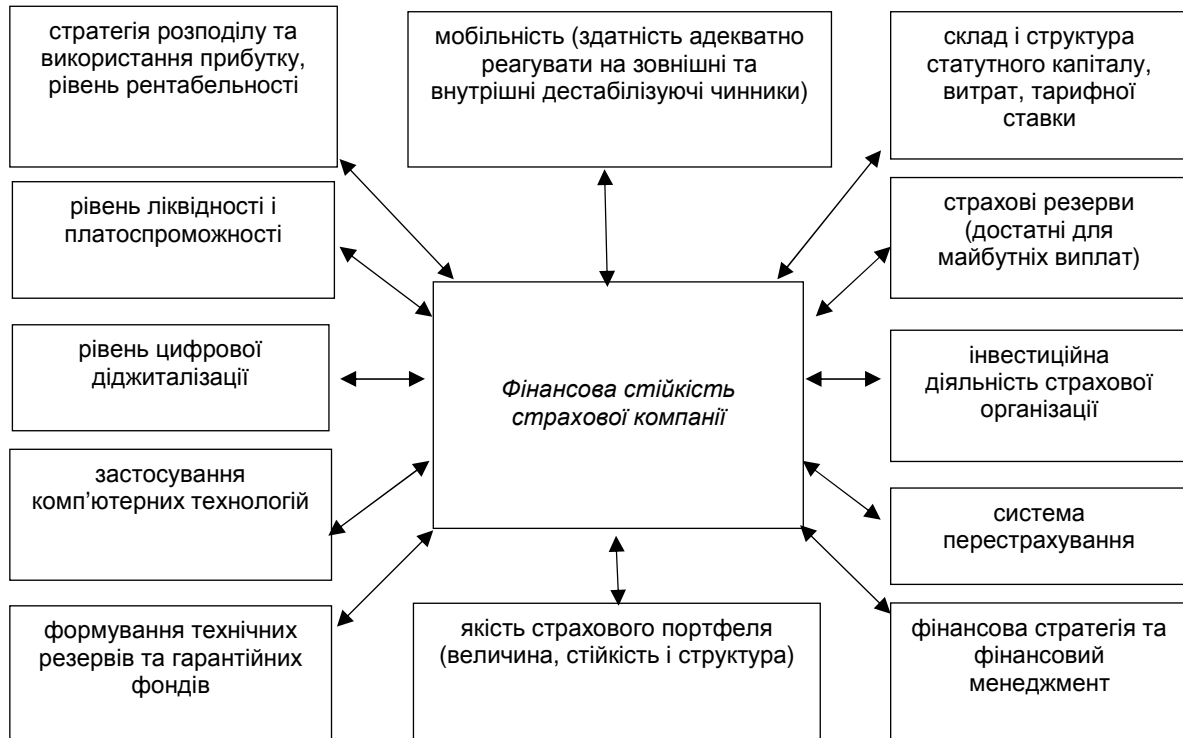 стратегія розподілу та
використання прибутку,
рівень рентабельності
мобільність (здатність адекватно
реагувати на зовнішні та
внутрішні дестабілізуючі чинники)
склад і структура
статутного капіталу,
витрат, тарифної
ставки
рівень ліквідності і
платоспроможності
страхові резерви
(достатні для
майбутніх виплат)
рівень цифрової
діджиталізації
Фінансова стійкість
страхової компанії
інвестиційна
діяльність страхової
організації
застосування
комп’ютерних технологій
система
перестрахування
формування технічних
резервів та гарантійних
фондів
якість страхового портфеля
(величина, стійкість і структура)
фінансова стратегія та
фінансовий
менеджмент